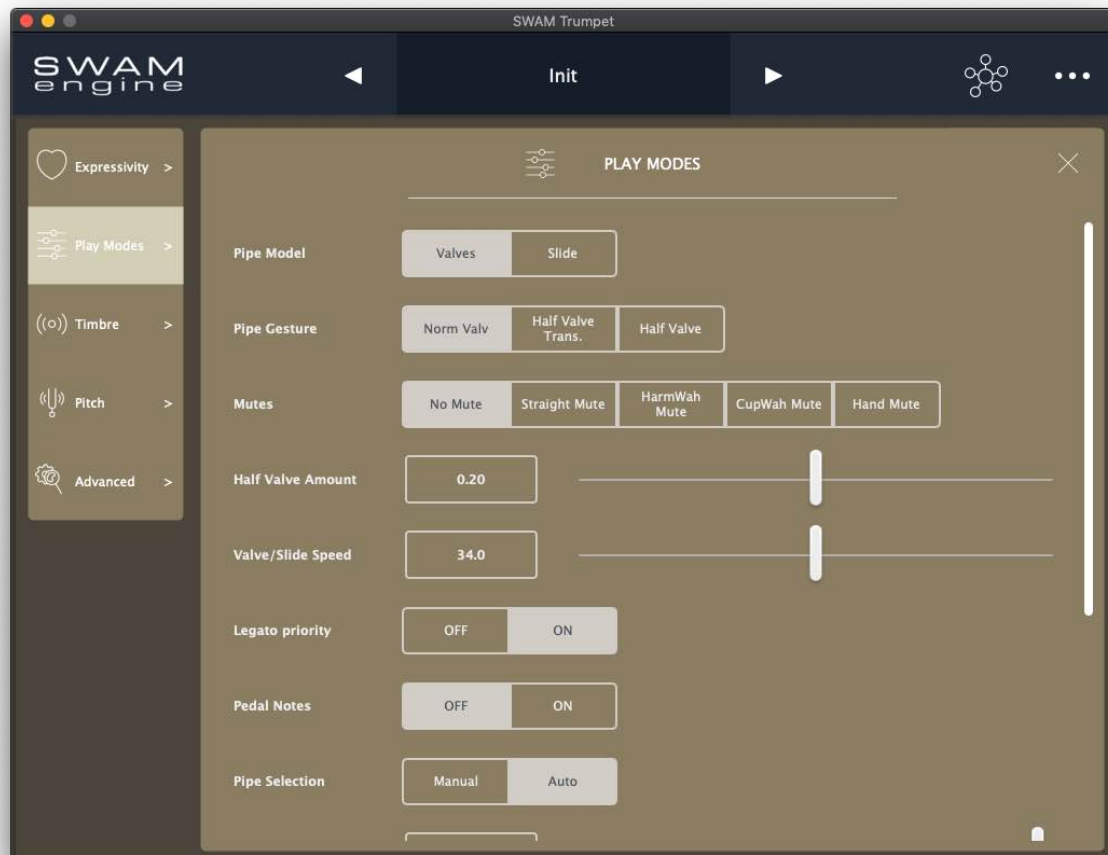 SWAM Trumpet
SWAM
engine
Init
Expressivity >
Play Modes >
Timbre >
Pitch >
Advanced >
PLAY MODES
Pipe Model
Valves
Slide
Pipe Gesture
Norm Valv
Half Valve
Trans.
Half Valve
Mutes
No Mute
Straight Mute
HarmWah
Mute
CupWah Mute
Hand Mute
Half Valve Amount
0.20
Valve/Slide Speed
34.0
Legato priority
OFF
ON
Pedal Notes
OFF
ON
Pipe Selection
Manual
Auto